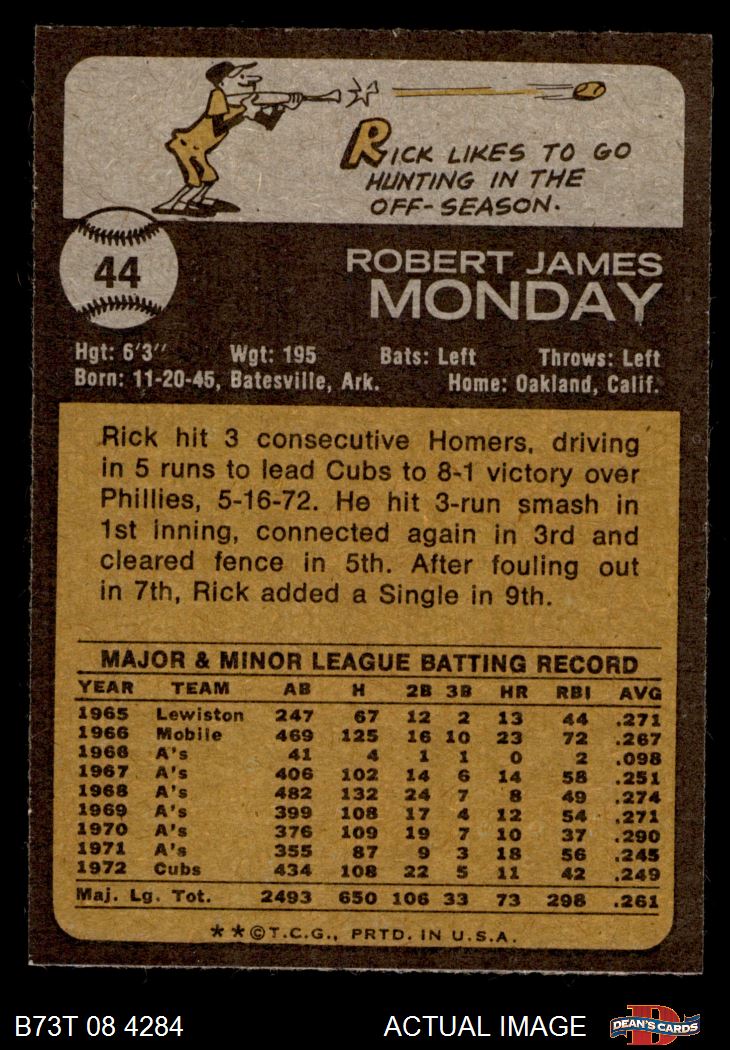 RICK LIKES TO GO
HUNTING IN THE
OFF-SEASON.
44
ROBERT JAMES
MONDAY
Hgt: 6'3" Wgt: 195 Bats: Left Throws: Left
Born: 11-20-45, Batesville, Ark. Home: Oakland, Calif.
Rick hit 3 consecutive Homers, driving
in 5 runs to lead Cubs to 8-1 victory over
Phillies, 5-16-72. He hit 3-run smash in
1st inning, connected again in 3rd and
cleared fence in 5th. After fouling out
in 7th, Rick added a Single in 9th.
MAJOR & MINOR LEAGUE BATTING RECORD
YEAR TEAM AB H 2B 3B HR RBI AVG
1965 Lewiston 247 67 12 2 13 44 .271
1966 Mobile 469 125 16 10 23 72 .267
1966 A's 41 4 1 1 0 2 .098
1967 A's 406 102 14 6 14 58 .251
1968 A's 482 132 24 7 8 49 .274
1969 A's 399 108 17 4 12 54 .271
1970 A's 376 109 19 7 10 37 .290
1971 A's 355 87 9 3 18 56 .245
1972 Cubs 434 108 22 5 11 42 .249
Maj. Lg. Tot. 2493 650 106 33 73 298 .261
**©T.C.G., PRTD. IN U.S.A.
B73T 08 4284 ACTUAL IMAGE DEAN'S CARDS